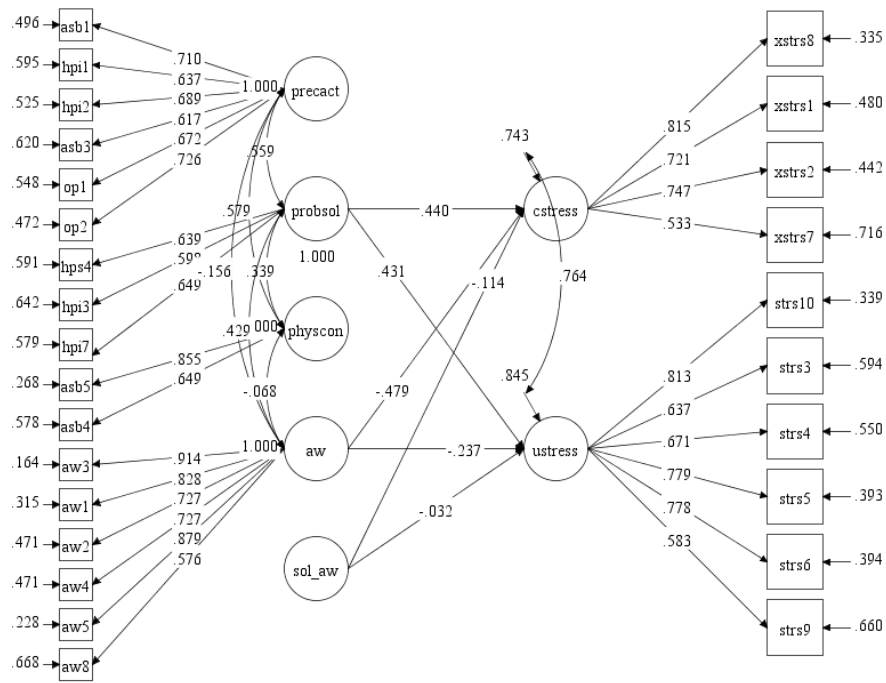 .496 asb1
.595 hpi1
.525 hpi2
.620 asb3
.548 op1
.472 op2
.591 hps4
.642 hpi3
.579 hpi7
.268 asb5
.578 asb4
.164 aw3
.315 aw1
.471 aw2
.471 aw4
.228 aw5
.668 aw8
.710
.637
.689
.617
.672
.726
.639
.649
.855
.649
.914
.828
.727
.727
.879
.576
1.000
precact
.559
.579
-.156
.339
.429
-.068
probsol
1.000
physcon
1.000
aw
sol_aw
.440
.431
-.114
-.479
-.237
-.032
.743
cstress
.764
.845
ustress
.815
.721
.747
.533
.813
.637
.671
.779
.778
.583
xstrs8 .335
xstrs1 .480
xstrs2 .442
xstrs7 .716
strs10 .339
strs3 .594
strs4 .550
strs5 .393
strs6 .394
strs9 .660